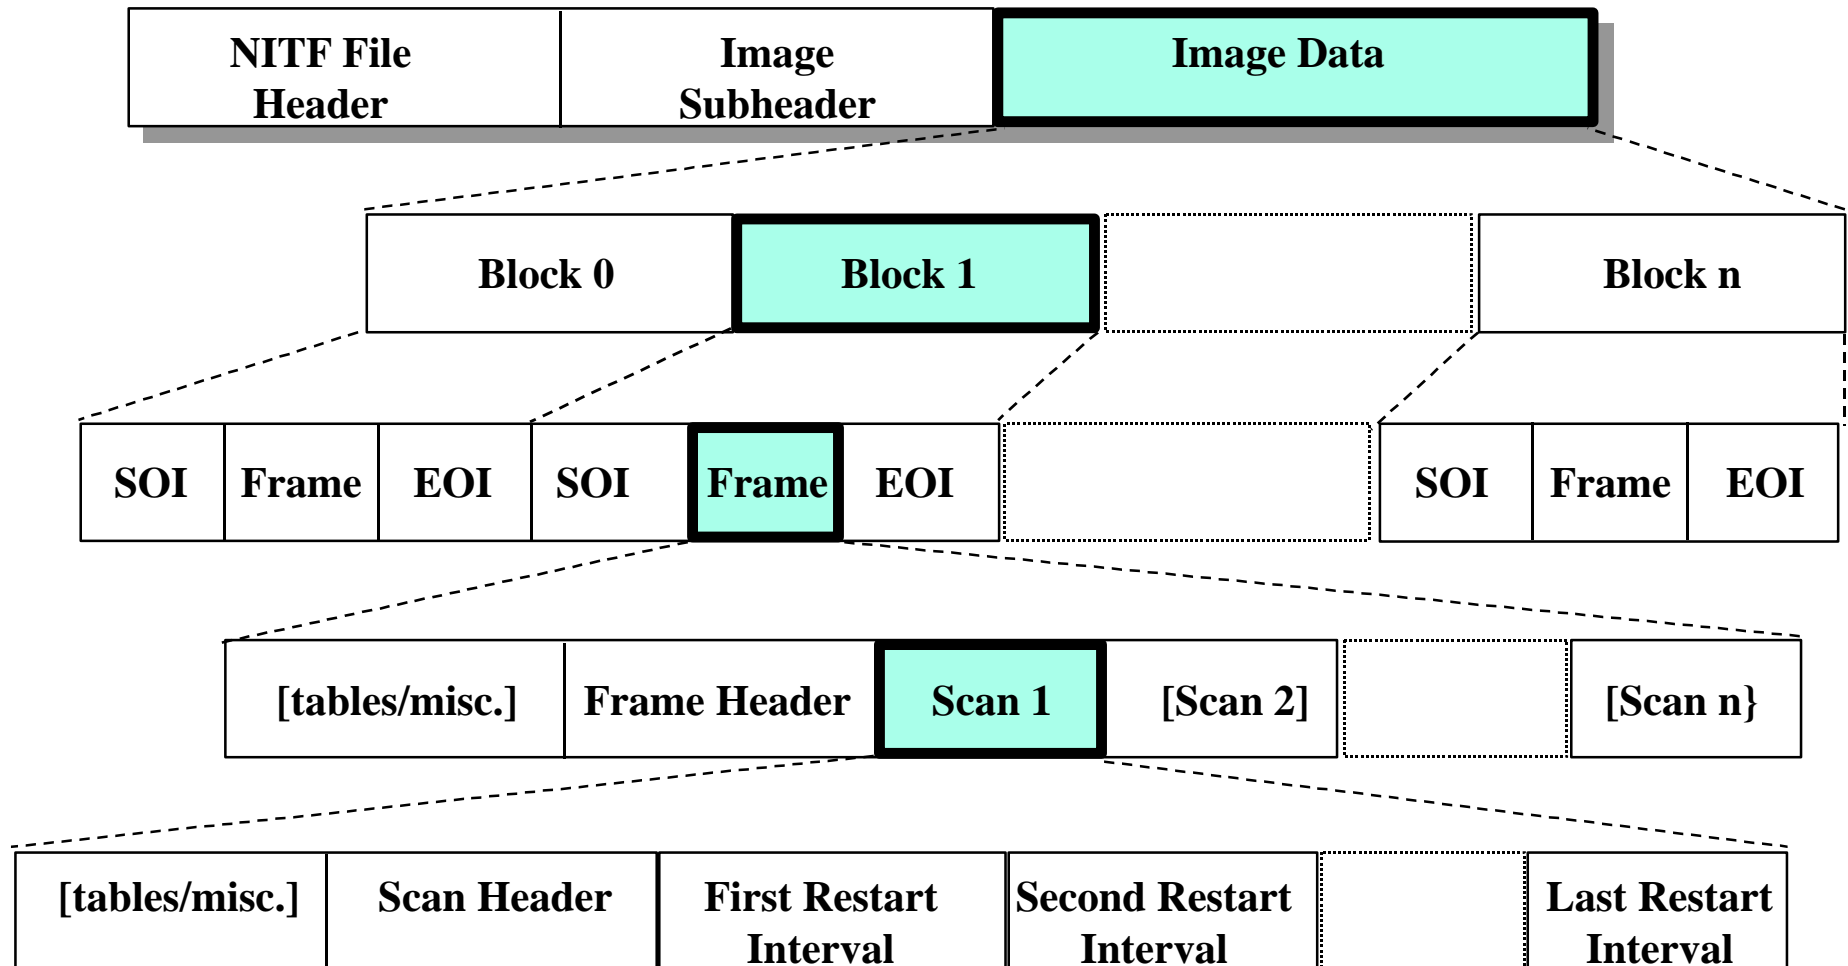 NITF File
Header
Image
Subheader
Image Data
Block 0
Block 1
Block n
SOI
Frame
EOI
SOI
Frame
EOI
SOI
Frame
EOI
[tables/misc.]
Frame Header
Scan 1
[Scan 2]
[Scan n}
[tables/misc.]
Scan Header
First Restart
Interval
Second Restart
Interval
Last Restart
Interval